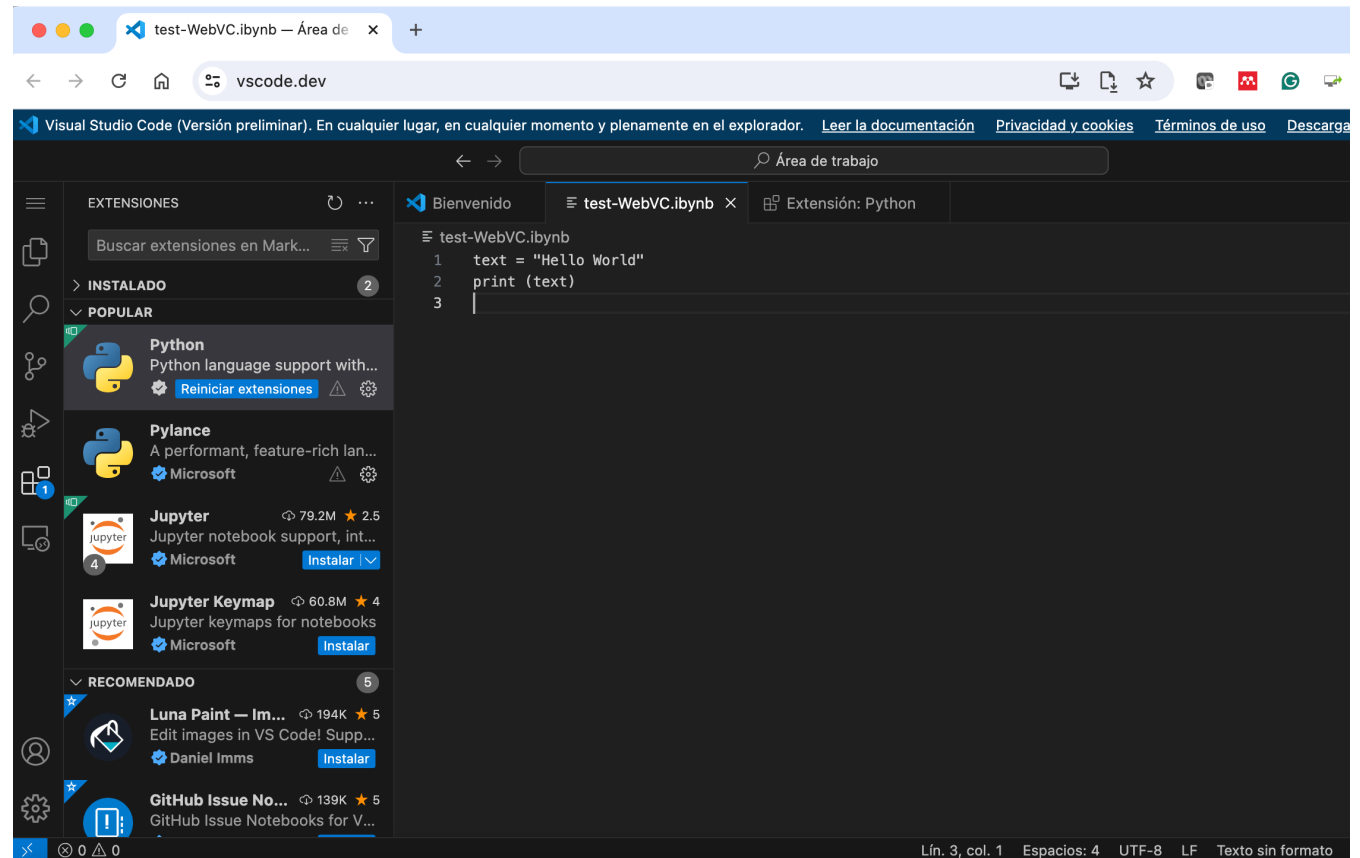 test-WebVC.ibynb — Área de
vscode.dev
Visual Studio Code (Versión preliminar). En cualquier lugar, en cualquier momento y plenamente en el explorador. Leer la documentación Privacidad y cookies Términos de uso Descarga
Área de trabajo
EXTENSIONES
Buscar extensiones en Mark...
INSTALADO 2
POPULAR
Python
Python language support with...
Reiniciar extensiones
Pylance
A performant, feature-rich lan...
Microsoft
1
Jupyter 79.2M ★ 2.5
Jupyter notebook support, int...
jupyter
4
Microsoft Instalar
Jupyter Keymap 60.8M ★ 4
Jupyter keymaps for notebooks
jupyter
Microsoft Instalar
RECOMENDADO 5
Luna Paint — Im... 194K ★ 5
Edit images in VS Code! Supp...
Daniel Imms Instalar
GitHub Issue No... 139K ★ 5
GitHub Issue Notebooks for V...
Bienvenido test-WebVC.ibynb Extensión: Python
test-WebVC.ibynb
1 text = "Hello World"
2 print (text)
3
0 0 Lín. 3, col. 1 Espacios: 4 UTF-8 LF Texto sin formato